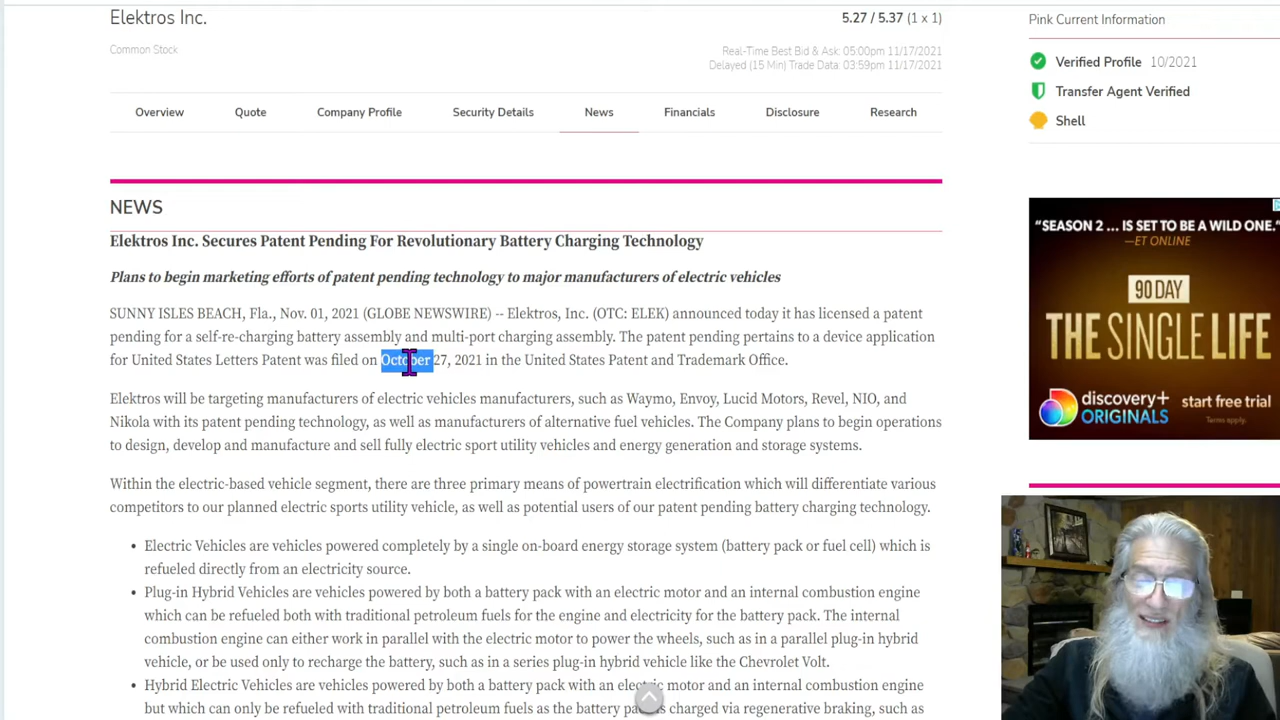 Elektros Inc.
5.27 / 5.37 (1 x 1)
Common Stock
Real-Time Best Bid & Ask: 05:00pm 11/17/2021
Delayed (15 Min) Trade Data: 03:59pm 11/17/2021
Overview Quote Company Profile Security Details News Financials Disclosure Research
NEWS
Elektros Inc. Secures Patent Pending For Revolutionary Battery Charging Technology
Plans to begin marketing efforts of patent pending technology to major manufacturers of electric vehicles
SUNNY ISLES BEACH, Fla., Nov. 01, 2021 (GLOBE NEWSWIRE) -- Elektros, Inc. (OTC: ELEK) announced today it has licensed a patent
pending for a self-re-charging battery assembly and multi-port charging assembly. The patent pending pertains to a device application
for United States Letters Patent was filed on October 27, 2021 in the United States Patent and Trademark Office.
Elektros will be targeting manufacturers of electric vehicles manufacturers, such as Waymo, Envoy, Lucid Motors, Revel, NIO, and
Nikola with its patent pending technology, as well as manufacturers of alternative fuel vehicles. The Company plans to begin operations
to design, develop and manufacture and sell fully electric sport utility vehicles and energy generation and storage systems.
Within the electric-based vehicle segment, there are three primary means of powertrain electrification which will differentiate various
competitors to our planned electric sports utility vehicle, as well as potential users of our patent pending battery charging technology.
• Electric Vehicles are vehicles powered completely by a single on-board energy storage system (battery pack or fuel cell) which is
refueled directly from an electricity source.
• Plug-in Hybrid Vehicles are vehicles powered by both a battery pack with an electric motor and an internal combustion engine
which can be refueled both with traditional petroleum fuels for the engine and electricity for the battery pack. The internal
combustion engine can either work in parallel with the electric motor to power the wheels, such as in a parallel plug-in hybrid
vehicle, or be used only to recharge the battery, such as in a series plug-in hybrid vehicle like the Chevrolet Volt.
• Hybrid Electric Vehicles are vehicles powered by both a battery pack with an electric motor and an internal combustion engine
but which can only be refueled with traditional petroleum fuels as the battery pack is charged via regenerative braking, such as
Pink Current Information
Verified Profile 10/2021
Transfer Agent Verified
Shell
"SEASON 2 ... IS SET TO BE A WILD ONE."
—ET ONLINE
90 DAY
THE SINGLE LIFE
discovery+
ORIGINALS
start free trial
Terms apply.